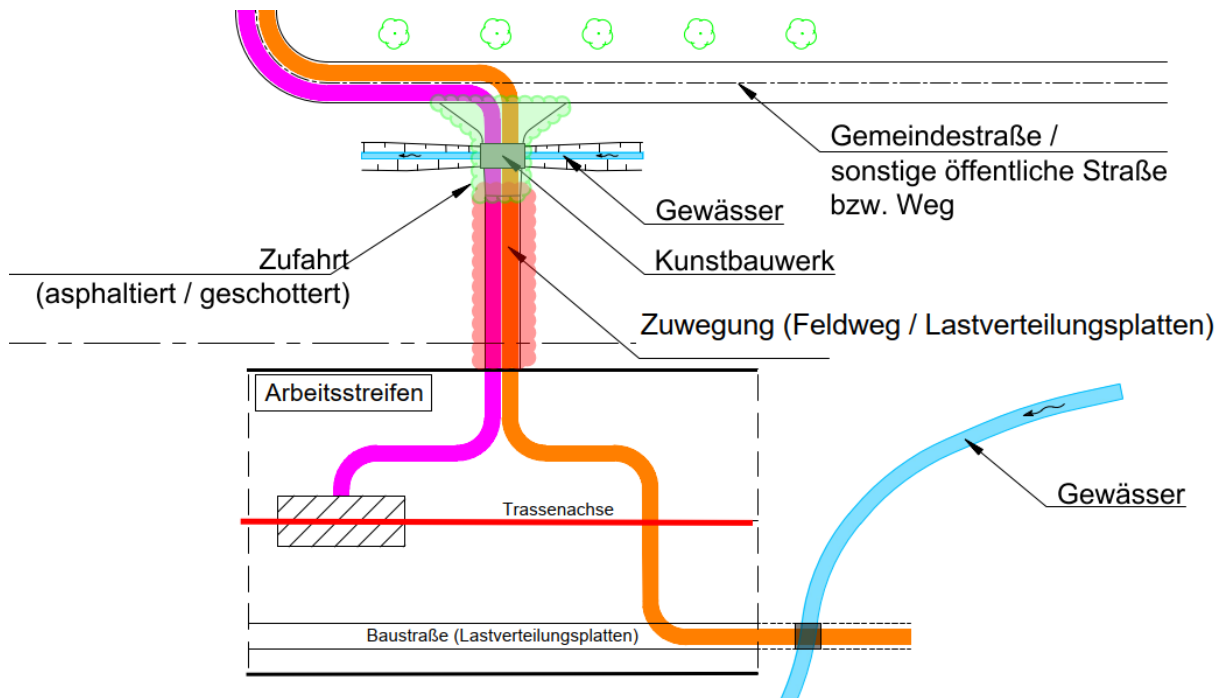 Gemeindestraße /
sonstige öffentliche Straße
bzw. Weg
Gewässer
Zufahrt
(asphaltiert / geschottert)
Kunstbauwerk
Zuwegung (Feldweg / Lastverteilungsplatten)
Arbeitsstreifen
Gewässer
Trassenachse
Baustraße (Lastverteilungsplatten)